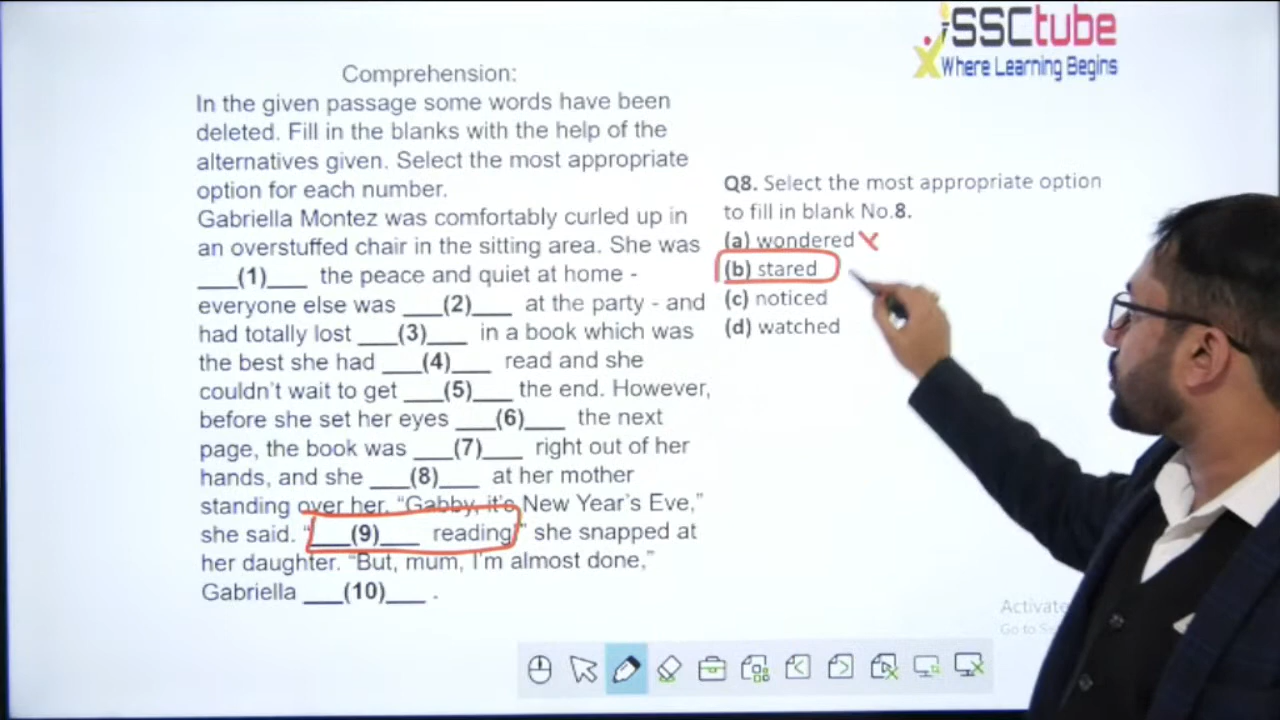 SSCtube
Where Learning Begins
Comprehension:
In the given passage some words have been
deleted. Fill in the blanks with the help of the
alternatives given. Select the most appropriate
option for each number.
Gabriella Montez was comfortably curled up in
an overstuffed chair in the sitting area. She was
___(1)___ the peace and quiet at home -
everyone else was ___(2)___ at the party - and
had totally lost ___(3)___ in a book which was
the best she had ___(4)___ read and she
couldn't wait to get ___(5)___ the end. However,
before she set her eyes ___(6)___ the next
page, the book was ___(7)___ right out of her
hands, and she ___(8)___ at her mother
standing over her. "Gabby, it's New Year's Eve,"
she said. "___(9)___ reading!" she snapped at
her daughter. "But, mum, I'm almost done,"
Gabriella ___(10)___ .
Q8. Select the most appropriate option
to fill in blank No.8.
(a) wondered
(b) stared
(c) noticed
(d) watched
Activate
Go to